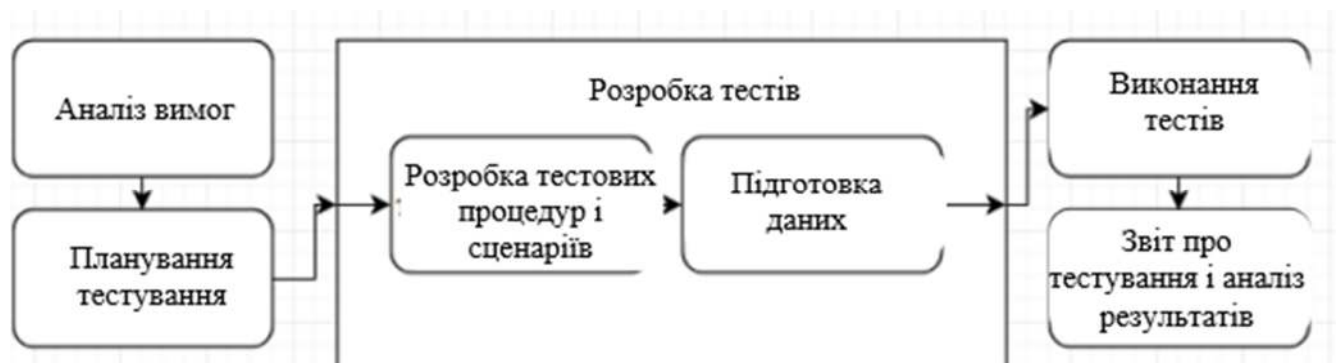 Аналіз вимог
Планування
тестування
Розробка тестів
Розробка тестових
процедур і
сценаріїв
Підготовка
даних
Виконання
тестів
Звіт про
тестування і аналіз
результатів